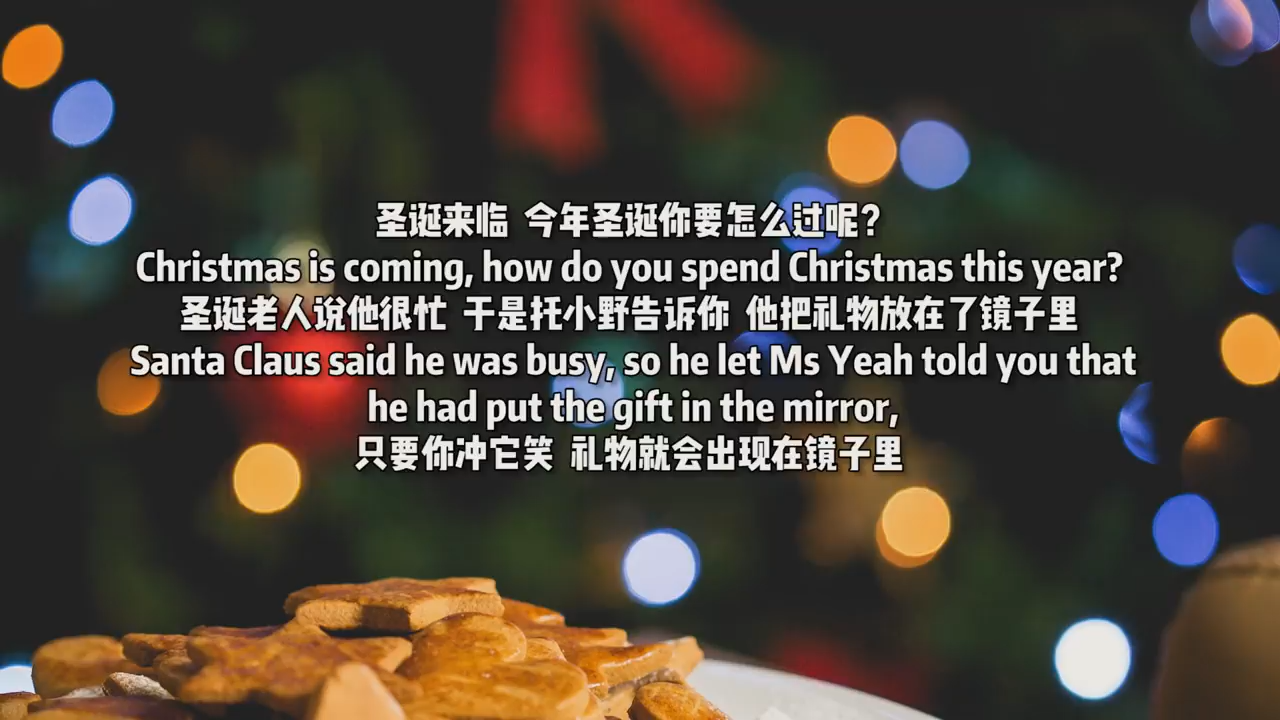 圣诞来临 今年圣诞你要怎么过呢？
Christmas is coming, how do you spend Christmas this year?
圣诞老人说他很忙 于是托小野告诉你 他把礼物放在了镜子里
Santa Claus said he was busy, so he let Ms Yeah told you that
he had put the gift in the mirror,
只要你冲它笑 礼物就会出现在镜子里